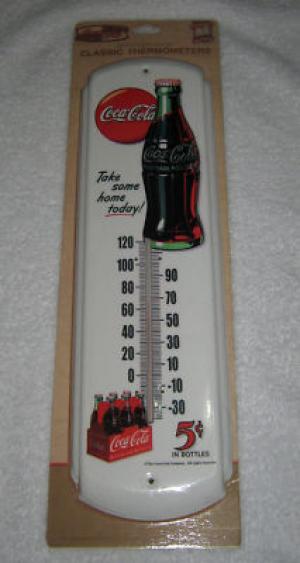 CLASSIC THERMOMETERS
Coca-Cola
Coca-Cola
Take
some
home
today!
120
100
90
80
70
60
50
40
30
20
10
0
-10
-30
Coca-Cola
5¢
IN BOTTLES